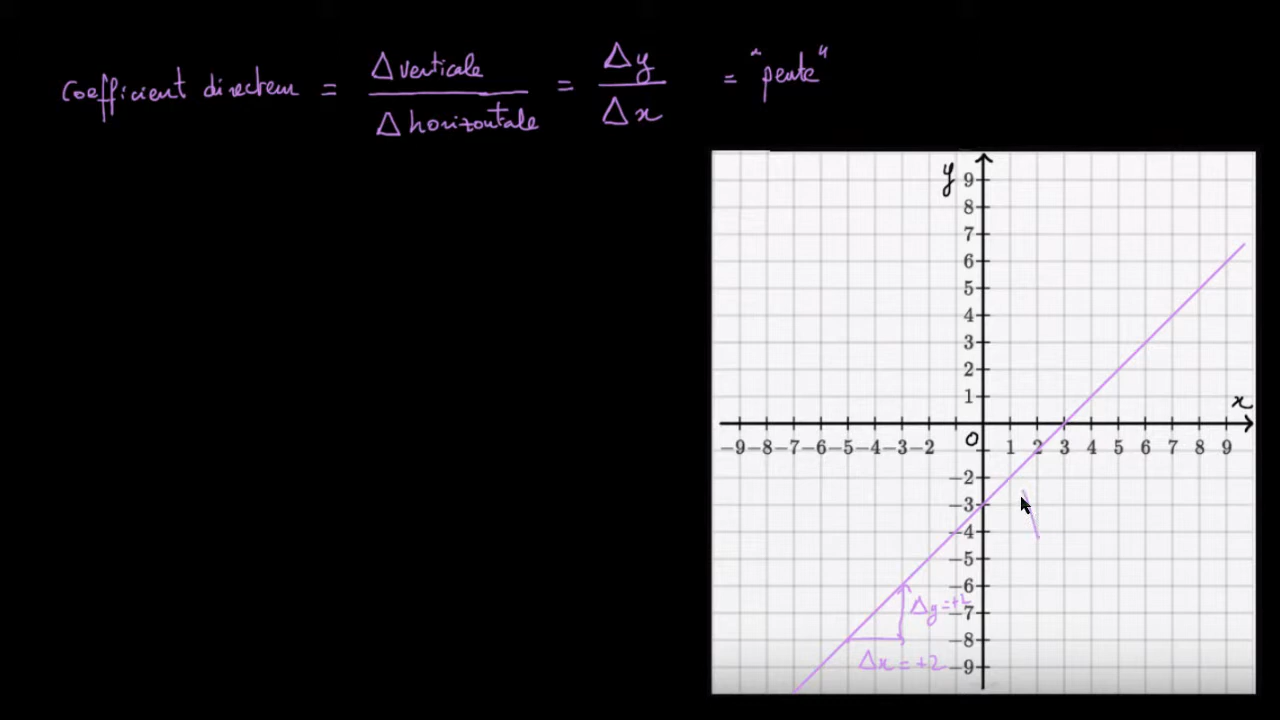 Coefficient directeur = Δ verticale / Δ horizontale = Δy / Δx = "pente"
y
9
8
7
6
5
4
3
2
1
x
O
−9 −8 −7 −6 −5 −4 −3 −2 1 2 3 4 5 6 7 8 9
−2
−3
−4
−5
−6
Δy = +2
−7
−8
Δx = +2
−9